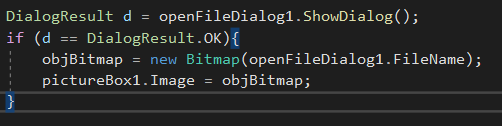 DialogResult d = openFileDialog1.ShowDialog();
if (d == DialogResult.OK){
    objBitmap = new Bitmap(openFileDialog1.FileName);
    pictureBox1.Image = objBitmap;
}